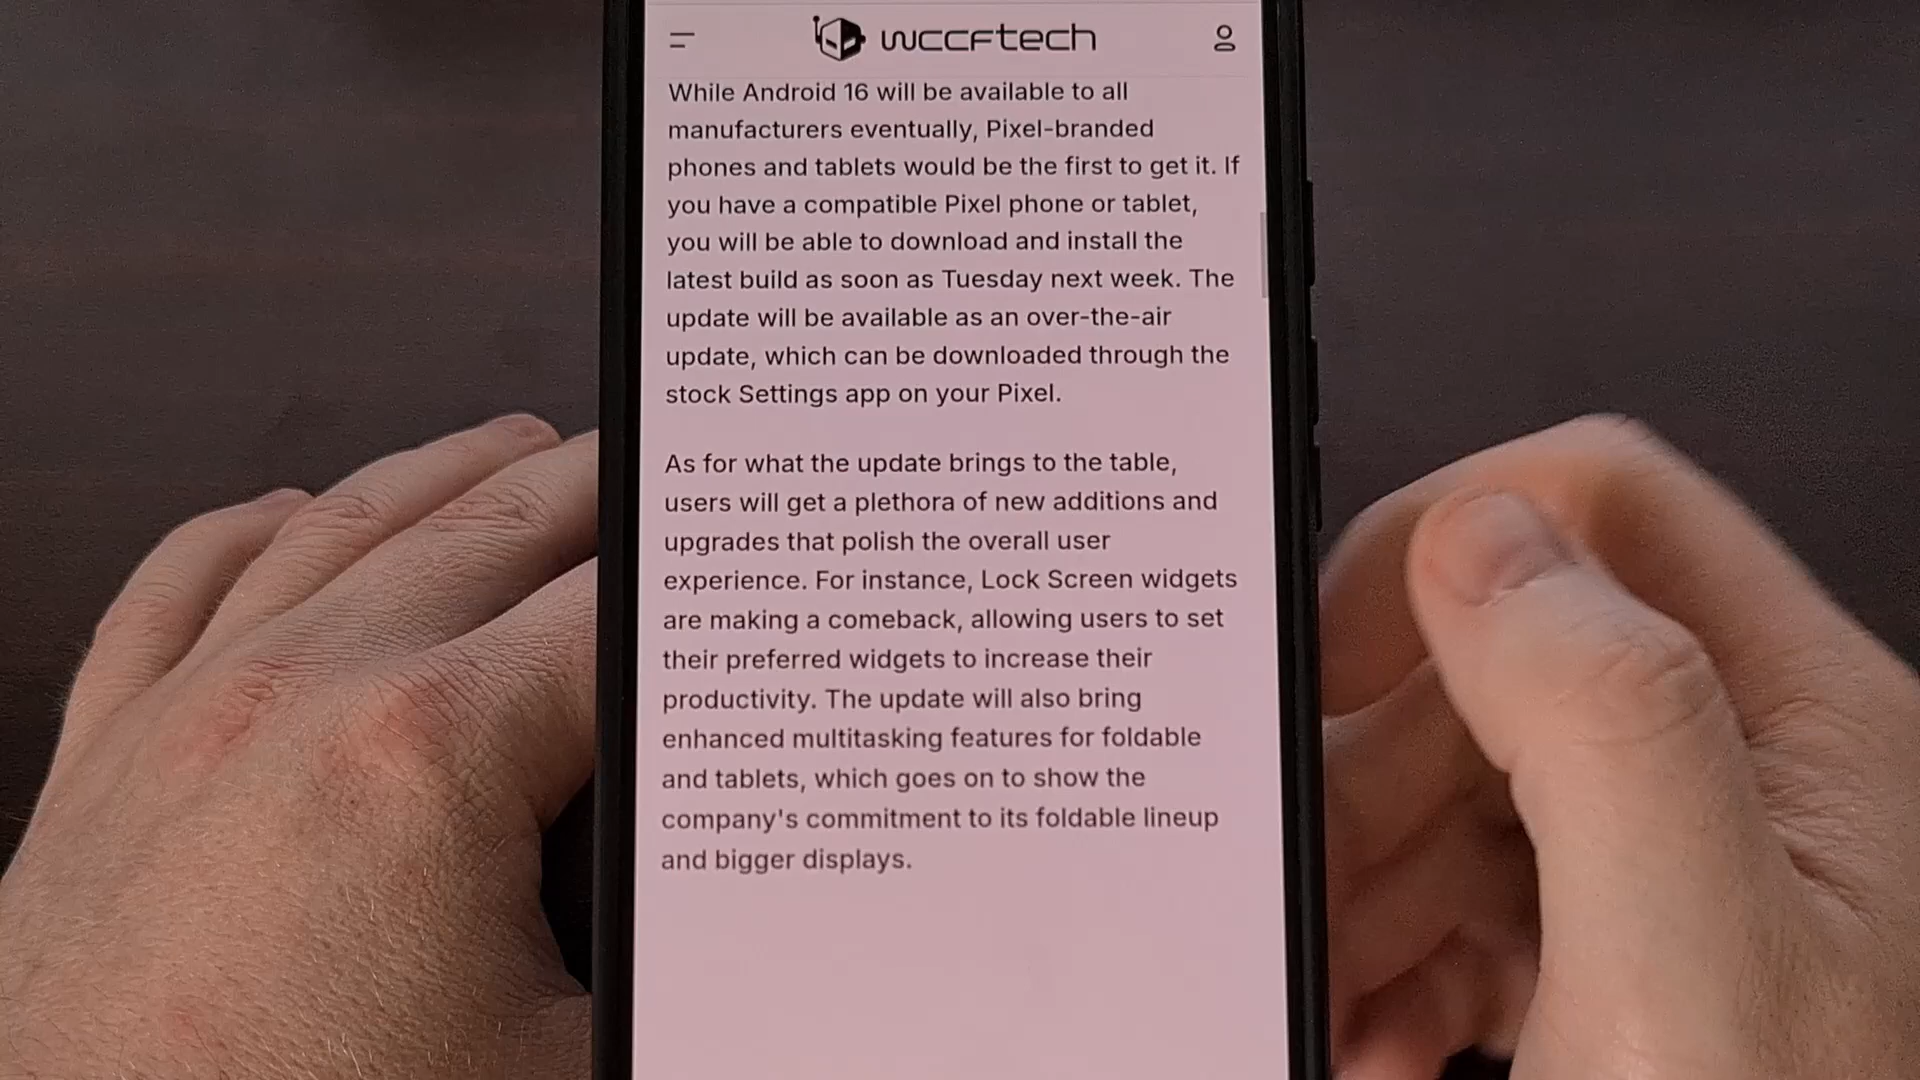 wccftech
While Android 16 will be available to all
manufacturers eventually, Pixel-branded
phones and tablets would be the first to get it. If
you have a compatible Pixel phone or tablet,
you will be able to download and install the
latest build as soon as Tuesday next week. The
update will be available as an over-the-air
update, which can be downloaded through the
stock Settings app on your Pixel.
As for what the update brings to the table,
users will get a plethora of new additions and
upgrades that polish the overall user
experience. For instance, Lock Screen widgets
are making a comeback, allowing users to set
their preferred widgets to increase their
productivity. The update will also bring
enhanced multitasking features for foldable
and tablets, which goes on to show the
company's commitment to its foldable lineup
and bigger displays.